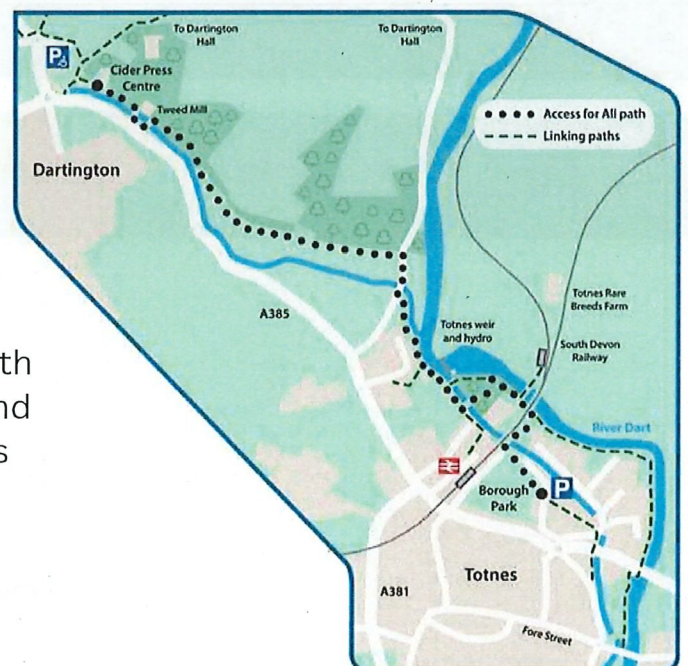 To Dartington
Hall
To Dartington
Hall
P
Cider Press
Centre
Tweed Mill
Access for All path
Linking paths
Dartington
Totnes Rare
Breeds Farm
A385
Totnes weir
and hydro
South Devon
Railway
th
nd
s
River Dart
Borough
Park
P
Totnes
A381
Fore Street